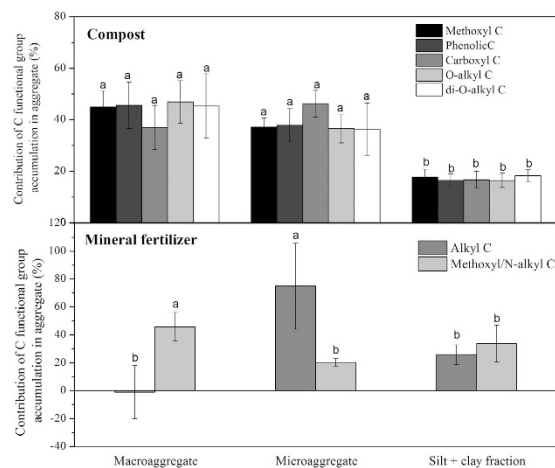 Compost
Methoxyl C
PhenolicC
Carboxyl C
O-alkyl C
di-O-alkyl C
Contribution of C functional group
accumulation in aggregate (%)
80
60
40
20
a a a a a
a a a a a
b b b b b
Mineral fertilizer
Alkyl C
Methoxyl/N-alkyl C
Contribution of C functional group
accumulation in aggregate (%)
120
100
80
60
40
20
0
-20
-40
b a
a b
b b
Macroaggregate Microaggregate Silt + clay fraction